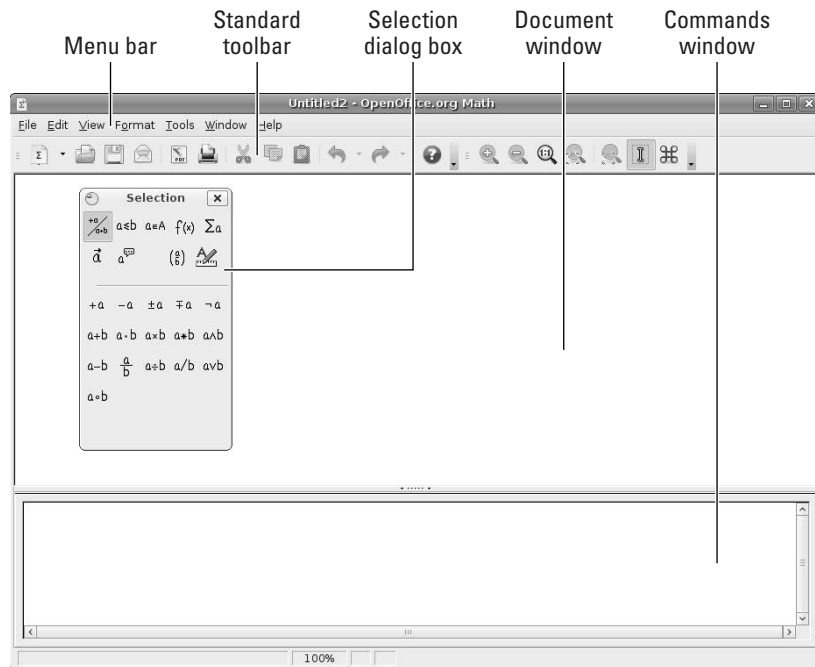 Menu bar
Standard toolbar
Selection dialog box
Document window
Commands window
Untitled2 - OpenOffice.org Math
File Edit View Format Tools Window Help
Selection
+a/a+b a≤b a∈A f(x) Σa
a⃗ a (a b)
+a -a ±a ∓a ¬a
a+b a·b a×b a∗b a∧b
a-b a/b a÷b a/b a∨b
a∘b
100%